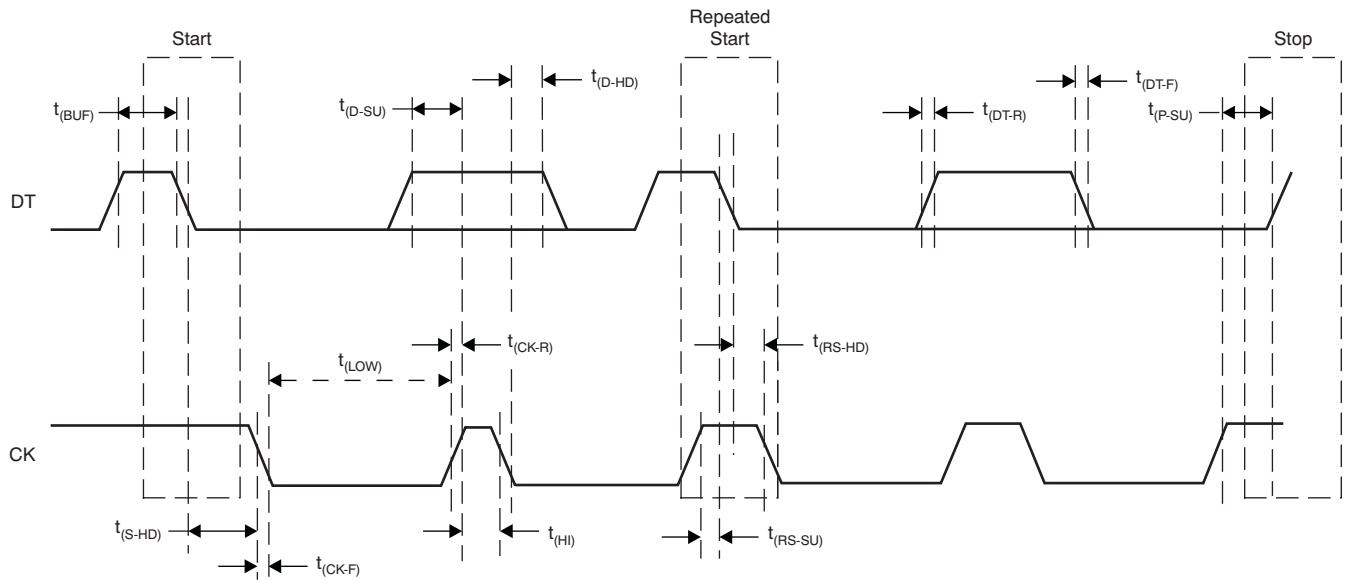 Start
Repeated
Start
Stop
t(D-HD)
t(DT-F)
t(BUF)
t(D-SU)
t(DT-R)
t(P-SU)
DT
t(CK-R)
t(RS-HD)
t(LOW)
CK
t(S-HD)
t(HI)
t(RS-SU)
t(CK-F)